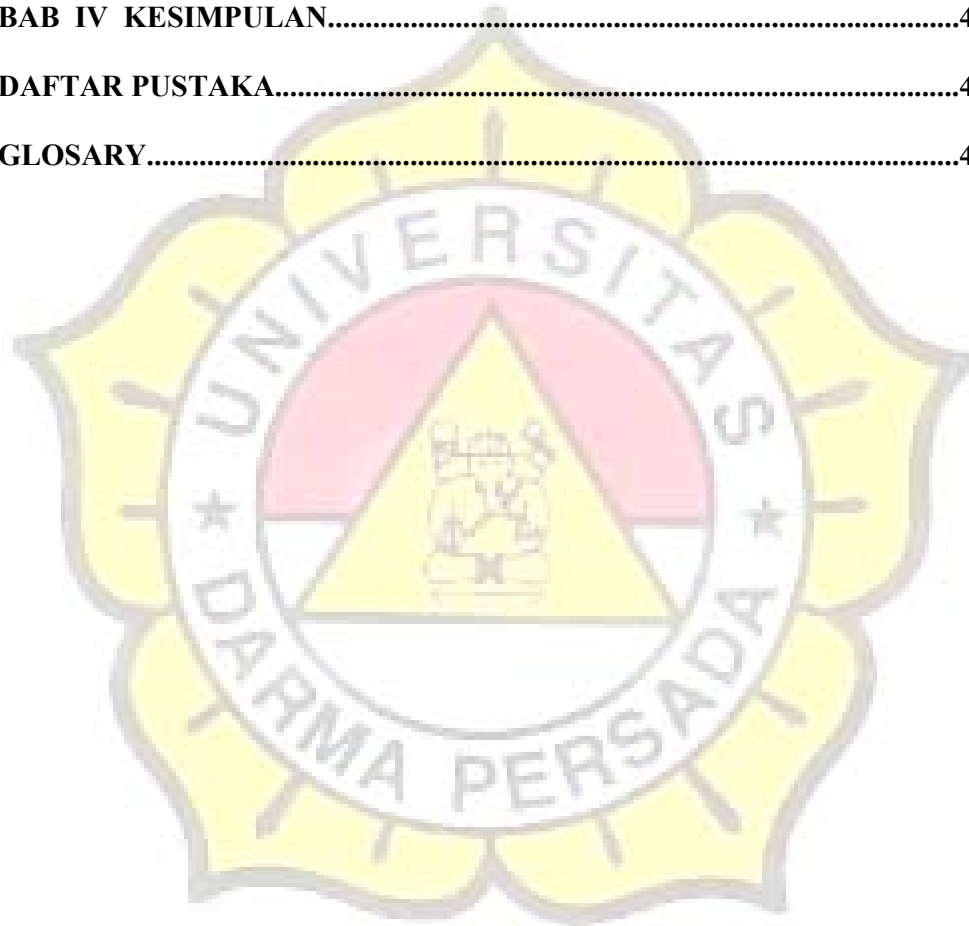 BAB IV KESIMPULAN....................................................................................4
DAFTAR PUSTAKA............................................................................................4
GLOSARY.............................................................................................................4
UNIVERSITAS
★ DARMA PERSADA ★